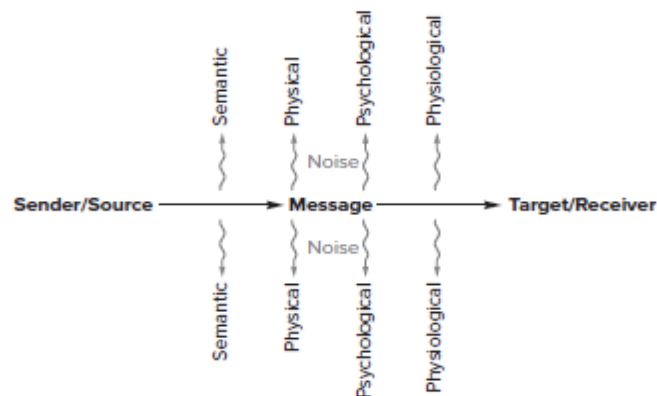 Semantic
Physical
Psychological
Physiological
Noise
Sender/Source Message Target/Receiver
Noise
Semantic
Physical
Psychological
Physiological